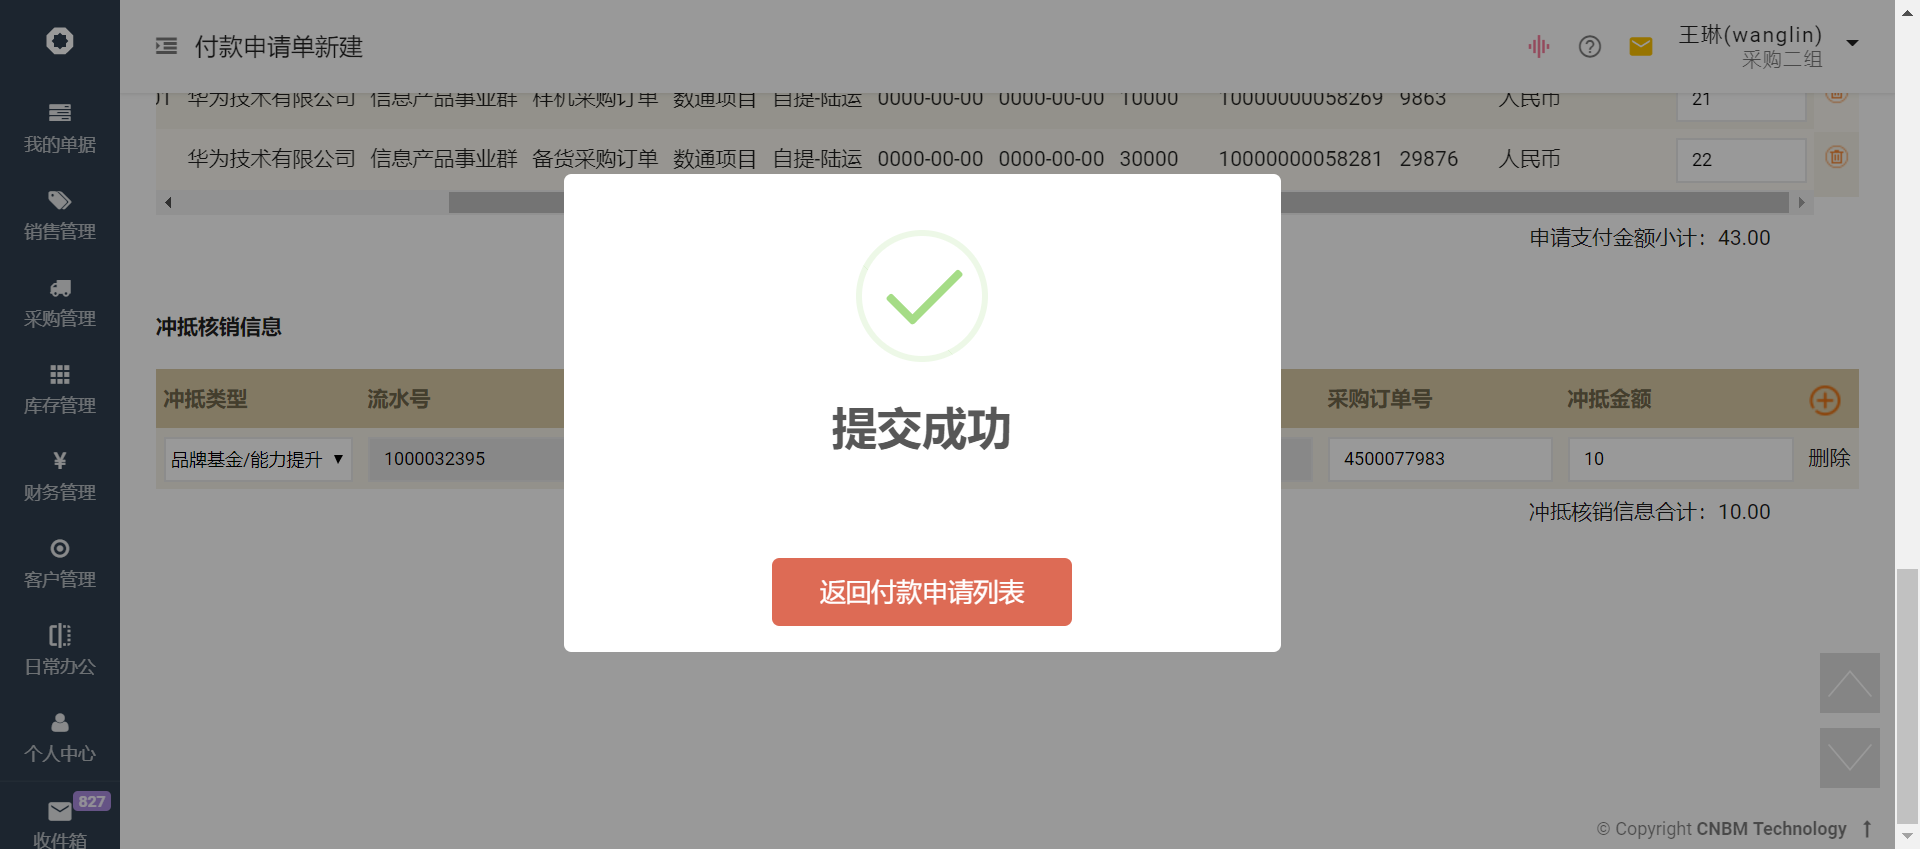 付款申请单新建
王琳(wanglin)
采购二组
我的单据
销售管理
采购管理
库存管理
财务管理
客户管理
日常办公
个人中心
827
收件箱
华为技术有限公司 信息产品事业群 样机采购订单 数通项目 自提-陆运 0000-00-00 0000-00-00 10000 10000000058269 9863 人民币 21
华为技术有限公司 信息产品事业群 备货采购订单 数通项目 自提-陆运 0000-00-00 0000-00-00 30000 10000000058281 29876 人民币 22
申请支付金额小计：43.00
冲抵核销信息
冲抵类型 流水号 采购订单号 冲抵金额
品牌基金/能力提升 1000032395 4500077983 10 删除
冲抵核销信息合计：10.00
提交成功
返回付款申请列表
© Copyright CNBM Technology